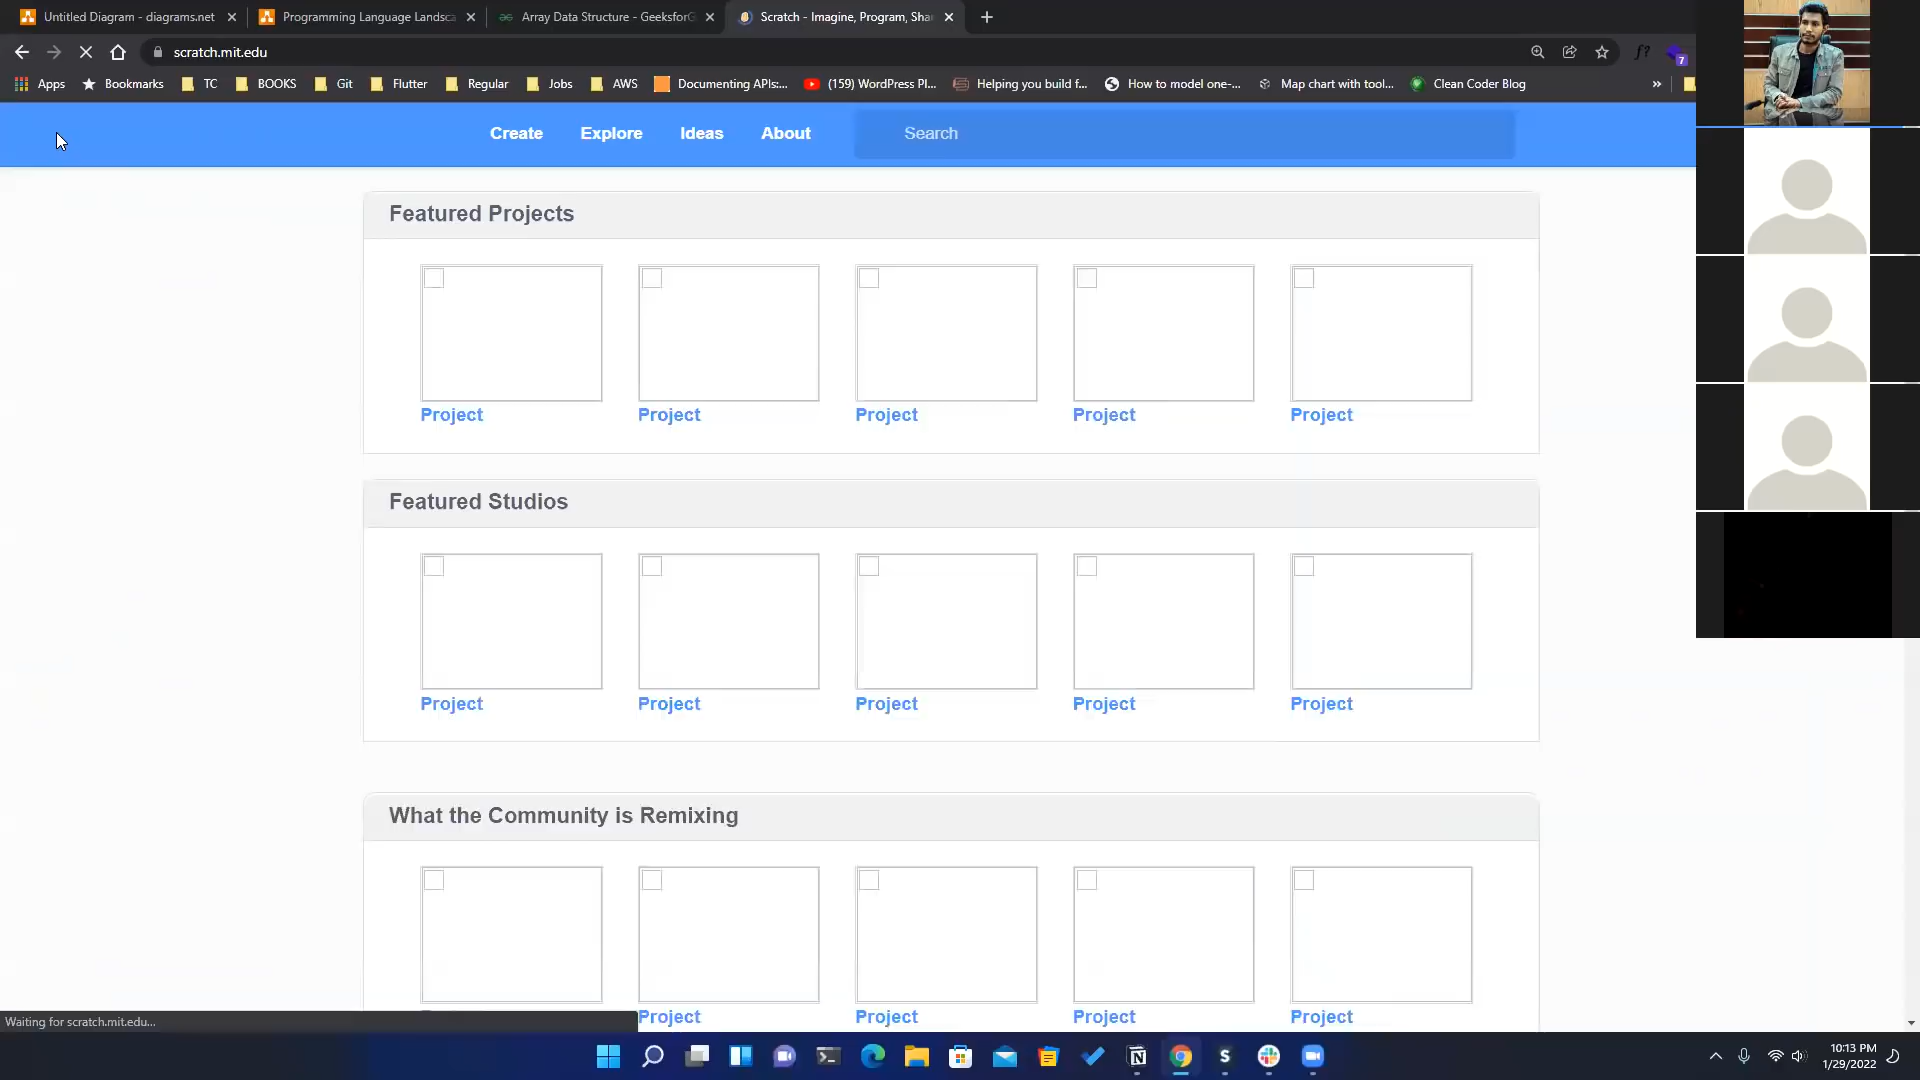 Untitled Diagram - diagrams.net
Programming Language Landsca
Array Data Structure - GeeksforG
Scratch - Imagine, Program, Sha
scratch.mit.edu
7
Apps
Bookmarks
TC
BOOKS
Git
Flutter
Regular
Jobs
AWS
Documenting APIs:...
(159) WordPress Pl...
Helping you build f...
How to model one-...
Map chart with tool...
Clean Coder Blog
»
Create
Explore
Ideas
About
Search
Featured Projects
Project
Project
Project
Project
Project
Featured Studios
Project
Project
Project
Project
Project
What the Community is Remixing
Project
Project
Project
Project
Waiting for scratch.mit.edu...
10:13 PM
1/29/2022